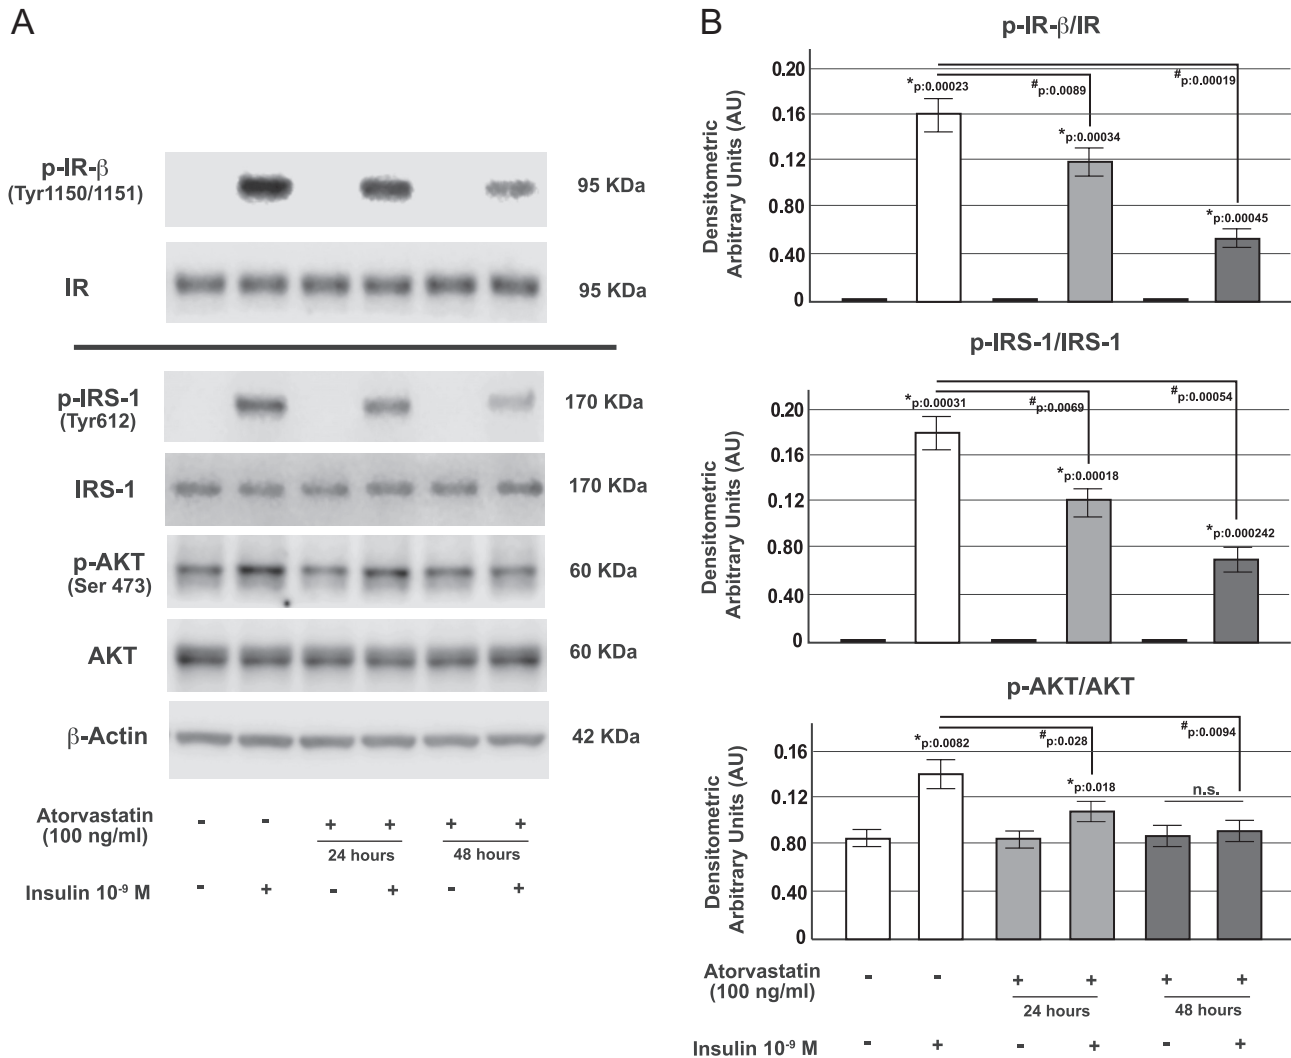 A
p-IR-β
(Tyr1150/1151)
95 KDa
IR
95 KDa
p-IRS-1
(Tyr612)
170 KDa
IRS-1
170 KDa
p-AKT
(Ser 473)
60 KDa
AKT
60 KDa
β-Actin
42 KDa
Atorvastatin
(100 ng/ml)
- - + + + +
24 hours 48 hours
Insulin 10⁻⁹ M - + - + - +
B
p-IR-β/IR
Densitometric
Arbitrary Units (AU)
0.20
0.16
0.12
0.80
0.40
0
*p:0.00023
#p:0.0089
#p:0.00019
*p:0.00034
*p:0.00045
p-IRS-1/IRS-1
Densitometric
Arbitrary Units (AU)
0.20
0.16
0.12
0.80
0.40
0
*p:0.00031
#p:0.0069
#p:0.00054
*p:0.00018
*p:0.000242
p-AKT/AKT
Densitometric
Arbitrary Units (AU)
0.16
0.12
0.80
0.40
0
*p:0.0082
#p:0.028
#p:0.0094
*p:0.018
n.s.
Atorvastatin
(100 ng/ml)
- - + + + +
24 hours 48 hours
Insulin 10⁻⁹ M - + - + - +